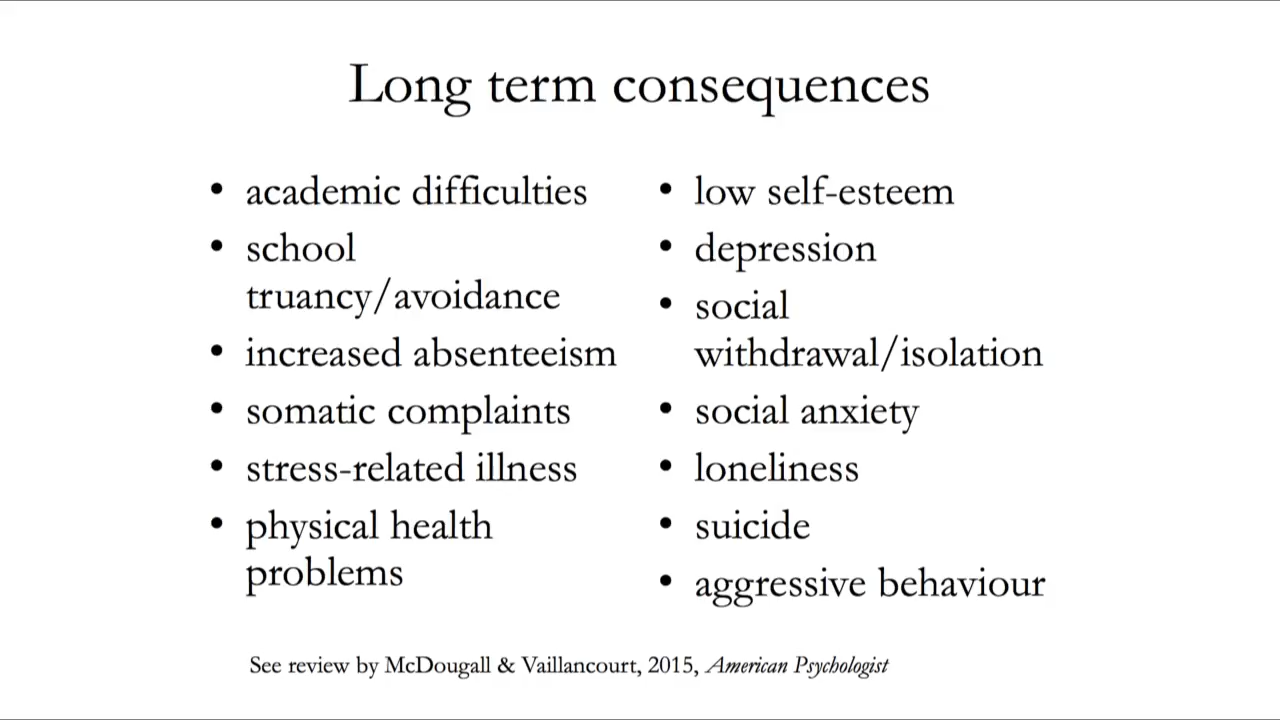 Long term consequences
• academic difficulties
• school
truancy/avoidance
• increased absenteeism
• somatic complaints
• stress-related illness
• physical health
problems
• low self-esteem
• depression
• social
withdrawal/isolation
• social anxiety
• loneliness
• suicide
• aggressive behaviour
See review by McDougall & Vaillancourt, 2015, American Psychologist